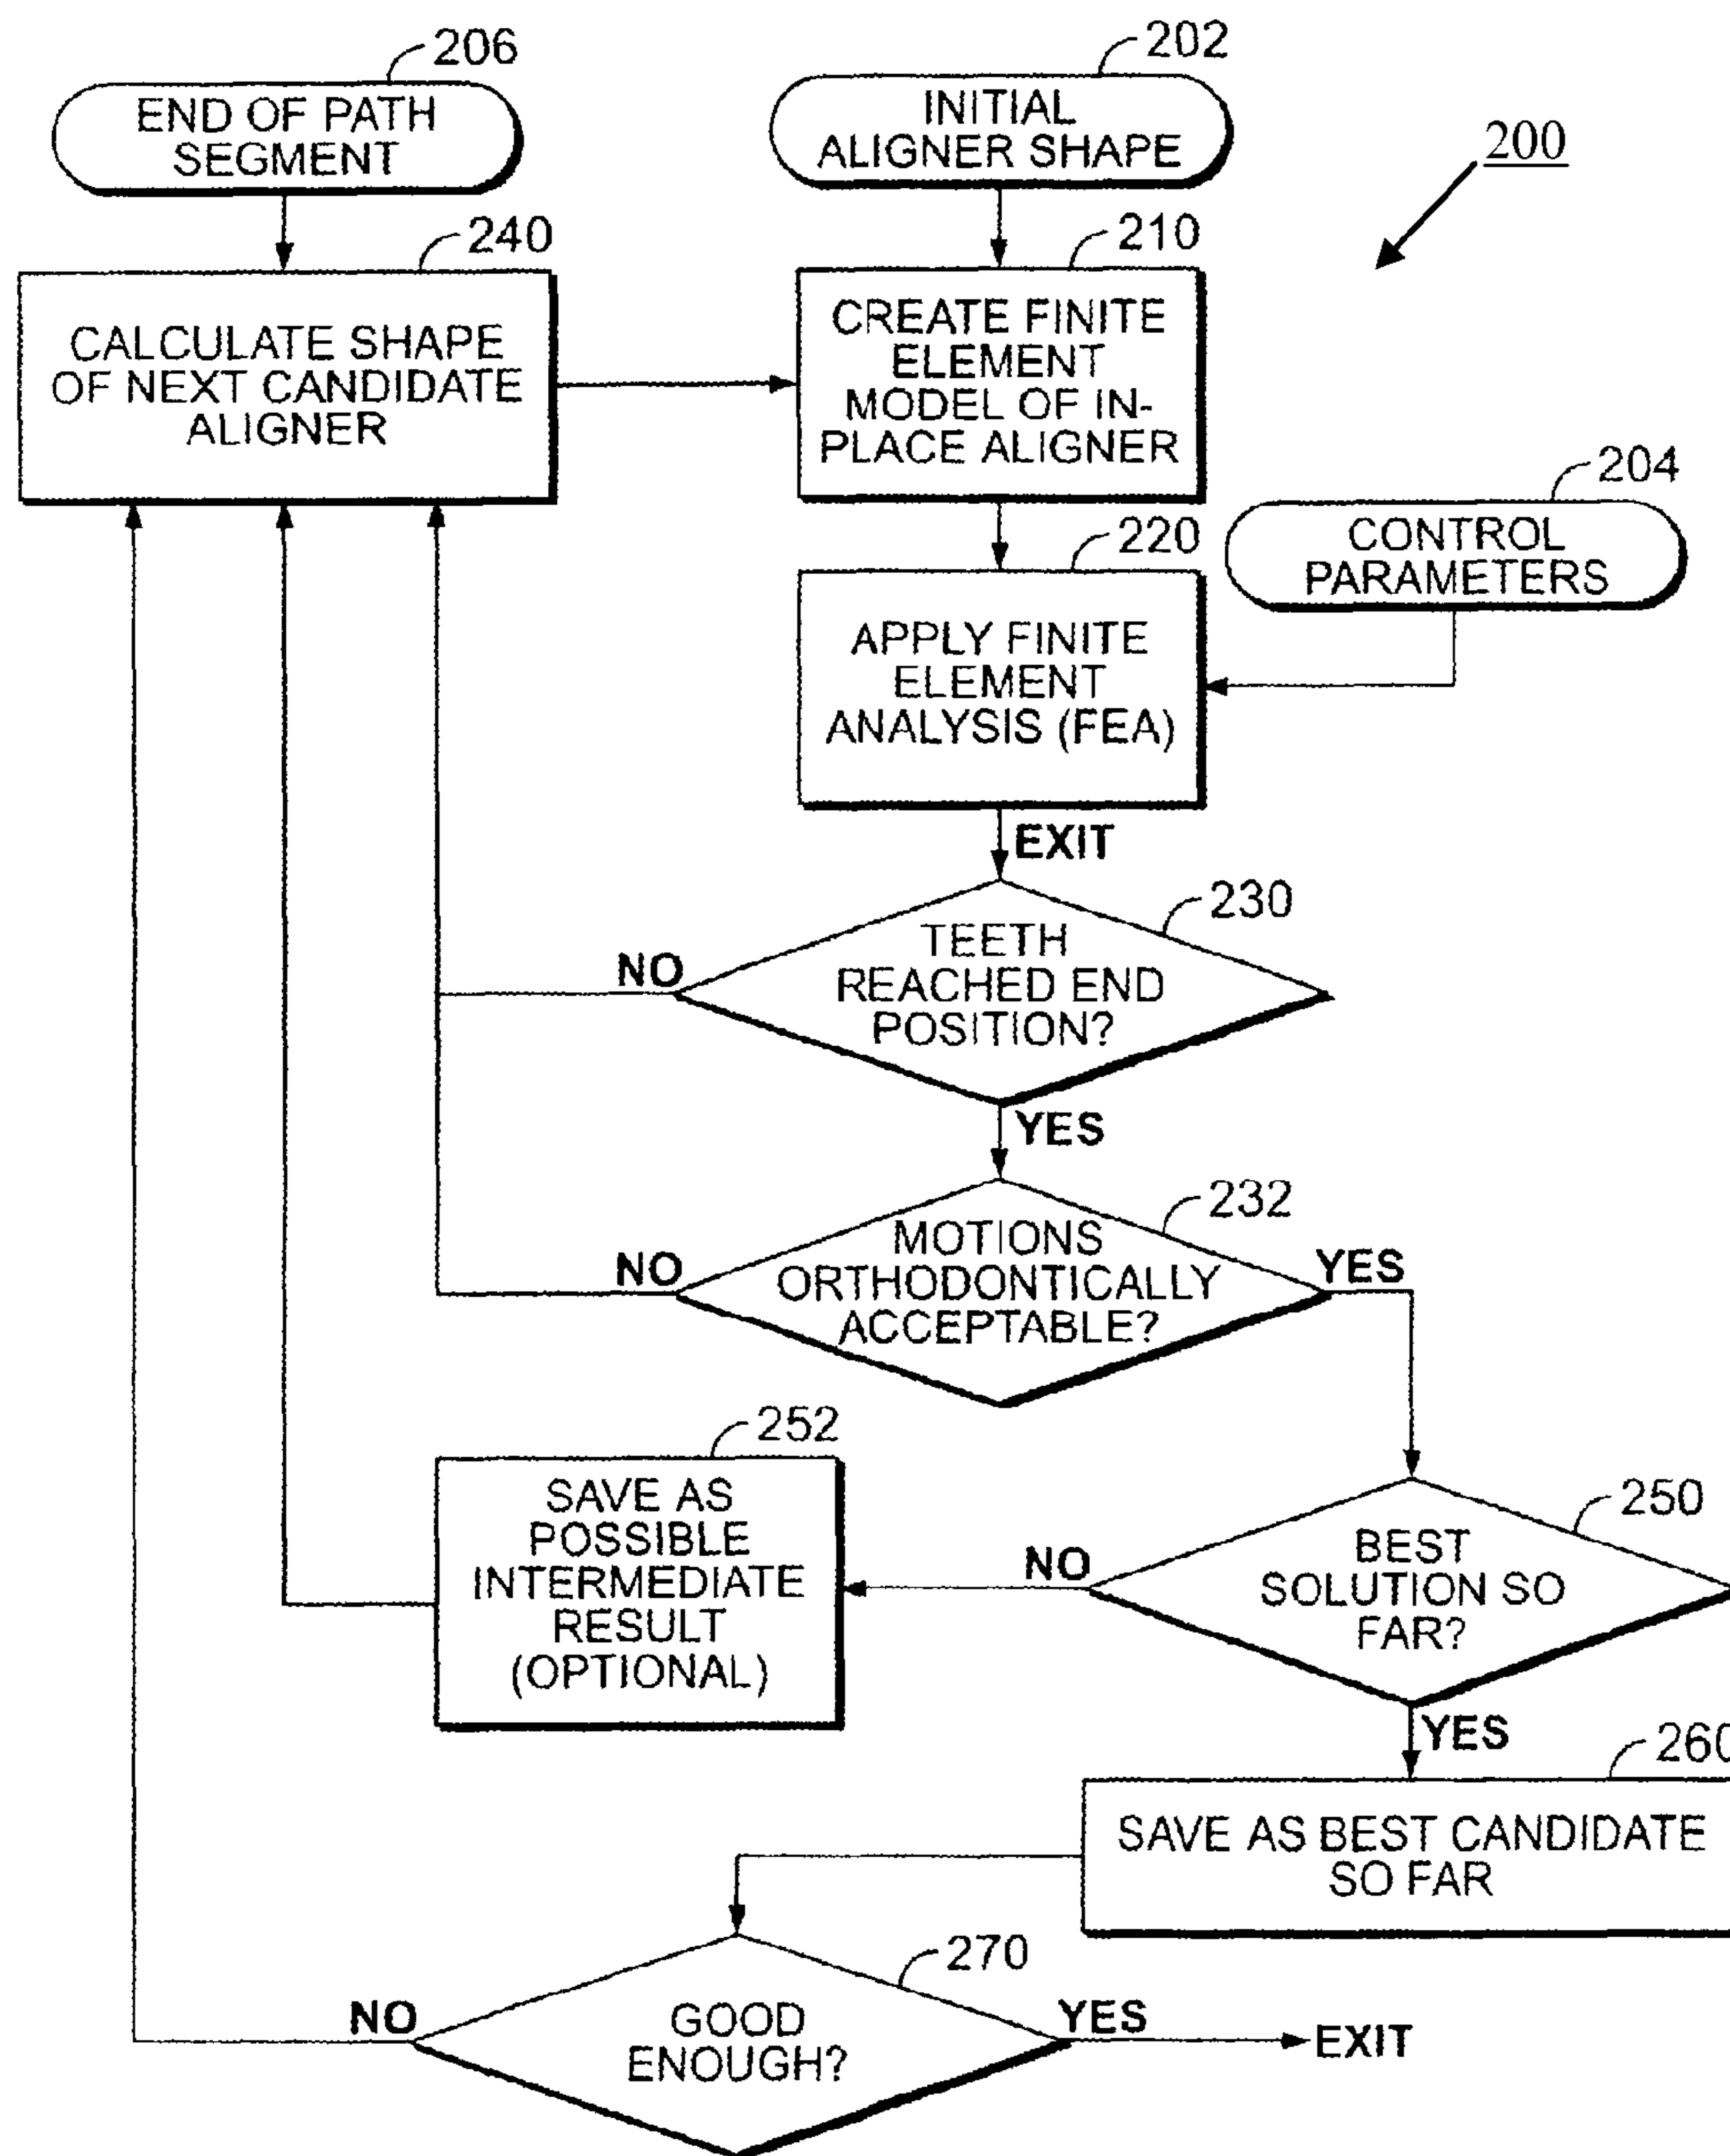 206
END OF PATH
SEGMENT
202
INITIAL
ALIGNER SHAPE
200
240
CALCULATE SHAPE
OF NEXT CANDIDATE
ALIGNER
210
CREATE FINITE
ELEMENT
MODEL OF IN-
PLACE ALIGNER
204
CONTROL
PARAMETERS
220
APPLY FINITE
ELEMENT
ANALYSIS (FEA)
EXIT
230
TEETH
REACHED END
POSITION?
NO
YES
232
MOTIONS
ORTHODONTICALLY
ACCEPTABLE?
NO
YES
252
SAVE AS
POSSIBLE
INTERMEDIATE
RESULT
(OPTIONAL)
250
BEST
SOLUTION SO
FAR?
NO
YES
260
SAVE AS BEST CANDIDATE
SO FAR
270
GOOD
ENOUGH?
NO
YES
EXIT